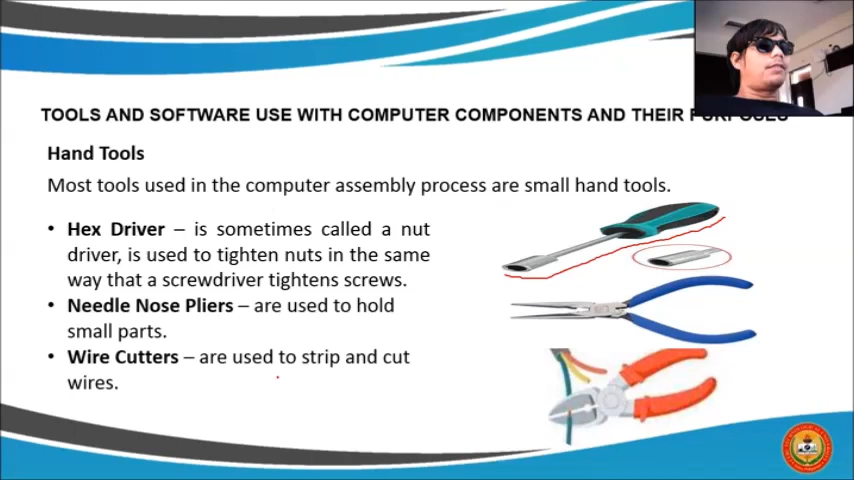 TOOLS AND SOFTWARE USE WITH COMPUTER COMPONENTS AND THEIR PURPOSES
Hand Tools
Most tools used in the computer assembly process are small hand tools.
• Hex Driver – is sometimes called a nut
driver, is used to tighten nuts in the same
way that a screwdriver tightens screws.
• Needle Nose Pliers – are used to hold
small parts.
• Wire Cutters – are used to strip and cut
wires.